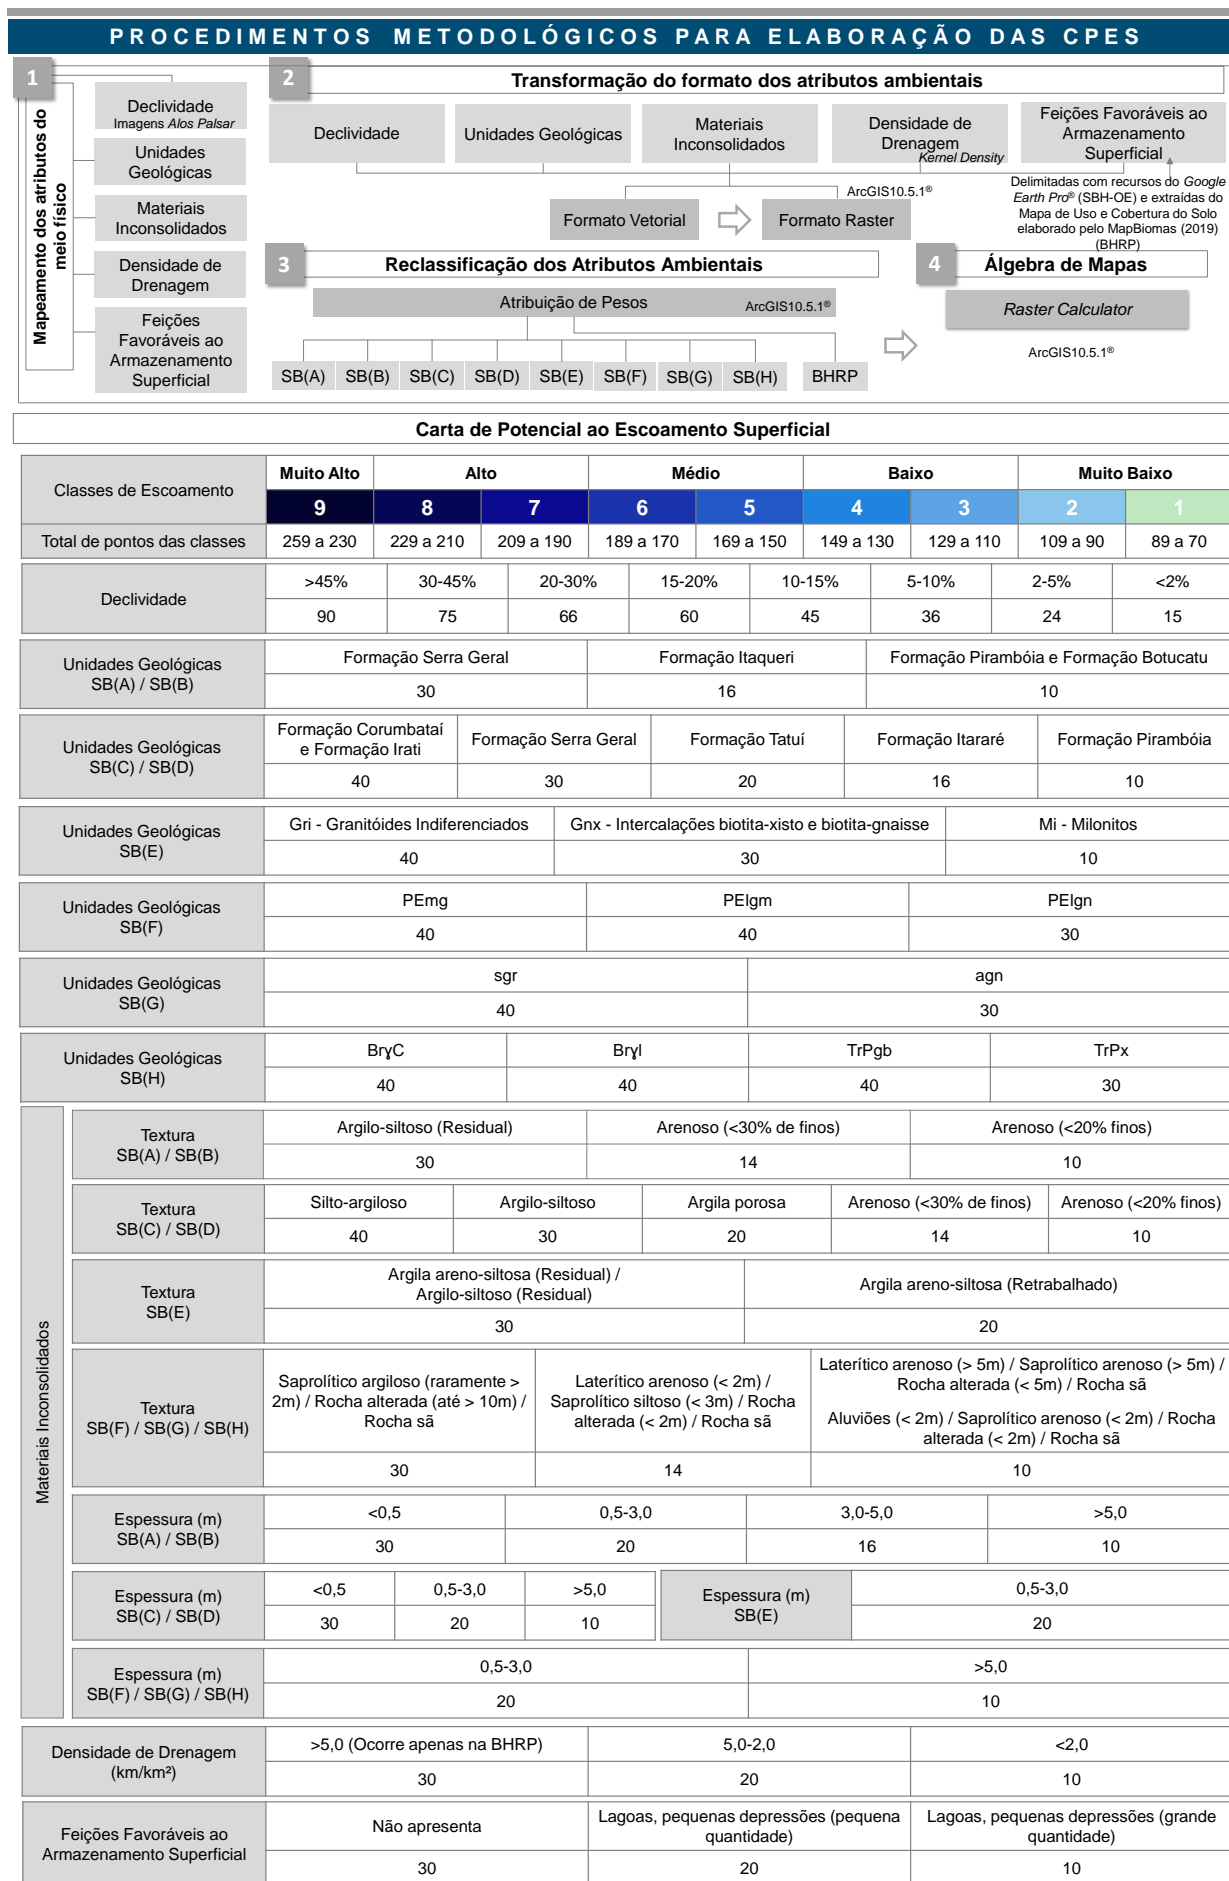 PROCEDIMENTOS METODOLÓGICOS PARA ELABORAÇÃO DAS CPES
1
Mapeamento dos atributos do
meio físico
Declividade
Imagens Alos Palsar
Unidades
Geológicas
Materiais
Inconsolidados
Densidade de
Drenagem
Feições
Favoráveis ao
Armazenamento
Superficial
2
Transformação do formato dos atributos ambientais
Declividade
Unidades Geológicas
Materiais
Inconsolidados
Densidade de
Drenagem
Kernel Density
Feições Favoráveis ao
Armazenamento
Superficial
ArcGIS10.5.1®
Formato Vetorial
Formato Raster
Delimitadas com recursos do Google
Earth Pro® (SBH-OE) e extraídas do
Mapa de Uso e Cobertura do Solo
elaborado pelo MapBiomas (2019)
(BHRP)
3
Reclassificação dos Atributos Ambientais
Atribuição de Pesos
ArcGIS10.5.1®
SB(A) SB(B) SB(C) SB(D) SB(E) SB(F) SB(G) SB(H) BHRP
4
Álgebra de Mapas
Raster Calculator
ArcGIS10.5.1®
Carta de Potencial ao Escoamento Superficial
Classes de Escoamento
Muito Alto Alto Médio Baixo Muito Baixo
9 8 7 6 5 4 3 2 1
Total de pontos das classes
259 a 230 229 a 210 209 a 190 189 a 170 169 a 150 149 a 130 129 a 110 109 a 90 89 a 70
Declividade
>45% 30-45% 20-30% 15-20% 10-15% 5-10% 2-5% <2%
90 75 66 60 45 36 24 15
Unidades Geológicas
SB(A) / SB(B)
Formação Serra Geral Formação Itaqueri Formação Pirambóia e Formação Botucatu
30 16 10
Unidades Geológicas
SB(C) / SB(D)
Formação Corumbataí
e Formação Irati
Formação Serra Geral Formação Tatuí Formação Itararé Formação Pirambóia
40 30 20 16 10
Unidades Geológicas
SB(E)
Gri - Granitóides Indiferenciados Gnx - Intercalações biotita-xisto e biotita-gnaisse Mi - Milonitos
40 30 10
Unidades Geológicas
SB(F)
PEmg PEIgm PEIgn
40 40 30
Unidades Geológicas
SB(G)
sgr agn
40 30
Unidades Geológicas
SB(H)
BrɣC BrɣI TrPgb TrPx
40 40 40 30
Materiais Inconsolidados
Textura
SB(A) / SB(B)
Argilo-siltoso (Residual) Arenoso (<30% de finos) Arenoso (<20% finos)
30 14 10
Textura
SB(C) / SB(D)
Silto-argiloso Argilo-siltoso Argila porosa Arenoso (<30% de finos) Arenoso (<20% finos)
40 30 20 14 10
Textura
SB(E)
Argila areno-siltosa (Residual) /
Argilo-siltoso (Residual)
Argila areno-siltosa (Retrabalhado)
30 20
Textura
SB(F) / SB(G) / SB(H)
Saprolítico argiloso (raramente >
2m) / Rocha alterada (até > 10m) /
Rocha sã
Laterítico arenoso (< 2m) /
Saprolítico siltoso (< 3m) / Rocha
alterada (< 2m) / Rocha sã
Laterítico arenoso (> 5m) / Saprolítico arenoso (> 5m) /
Rocha alterada (< 5m) / Rocha sã
Aluviões (< 2m) / Saprolítico arenoso (< 2m) / Rocha
alterada (< 2m) / Rocha sã
30 14 10
Espessura (m)
SB(A) / SB(B)
<0,5 0,5-3,0 3,0-5,0 >5,0
30 20 16 10
Espessura (m)
SB(C) / SB(D)
<0,5 0,5-3,0 >5,0
30 20 10
Espessura (m)
SB(E)
0,5-3,0
20
Espessura (m)
SB(F) / SB(G) / SB(H)
0,5-3,0 >5,0
20 10
Densidade de Drenagem
(km/km²)
>5,0 (Ocorre apenas na BHRP) 5,0-2,0 <2,0
30 20 10
Feições Favoráveis ao
Armazenamento Superficial
Não apresenta
Lagoas, pequenas depressões (pequena
quantidade)
Lagoas, pequenas depressões (grande
quantidade)
30 20 10